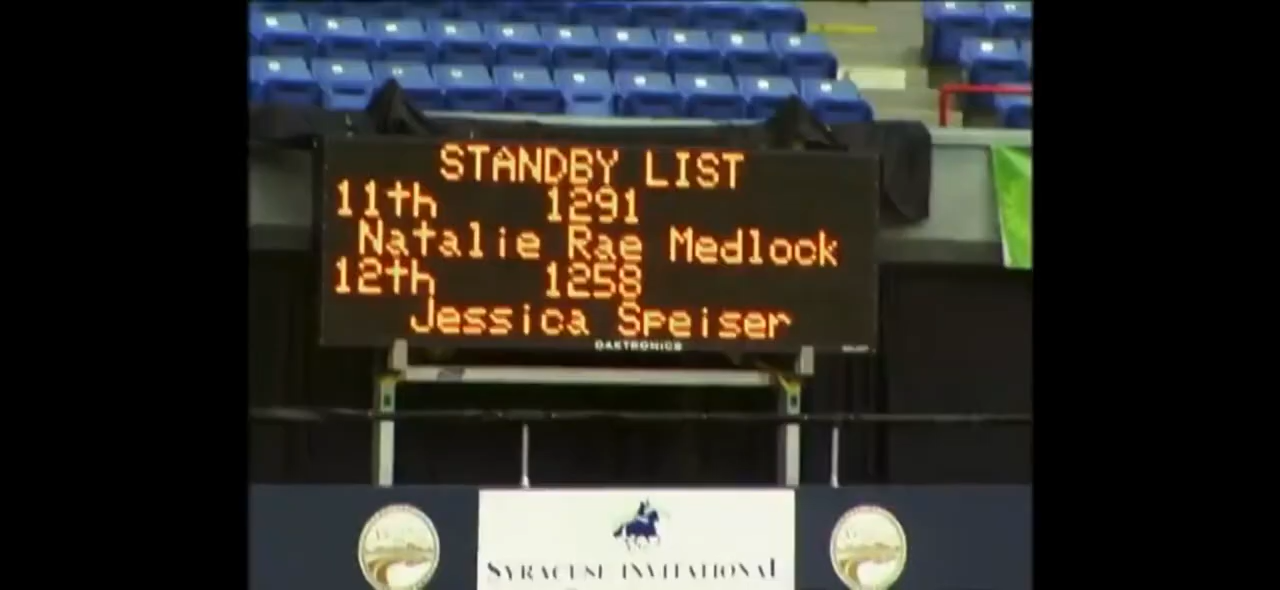 STANDBY LIST
11th 1291
Natalie Rae Medlock
12th 1258
Jessica Speiser
DAKTRONICS
SYRACUSE INVITATIONAL